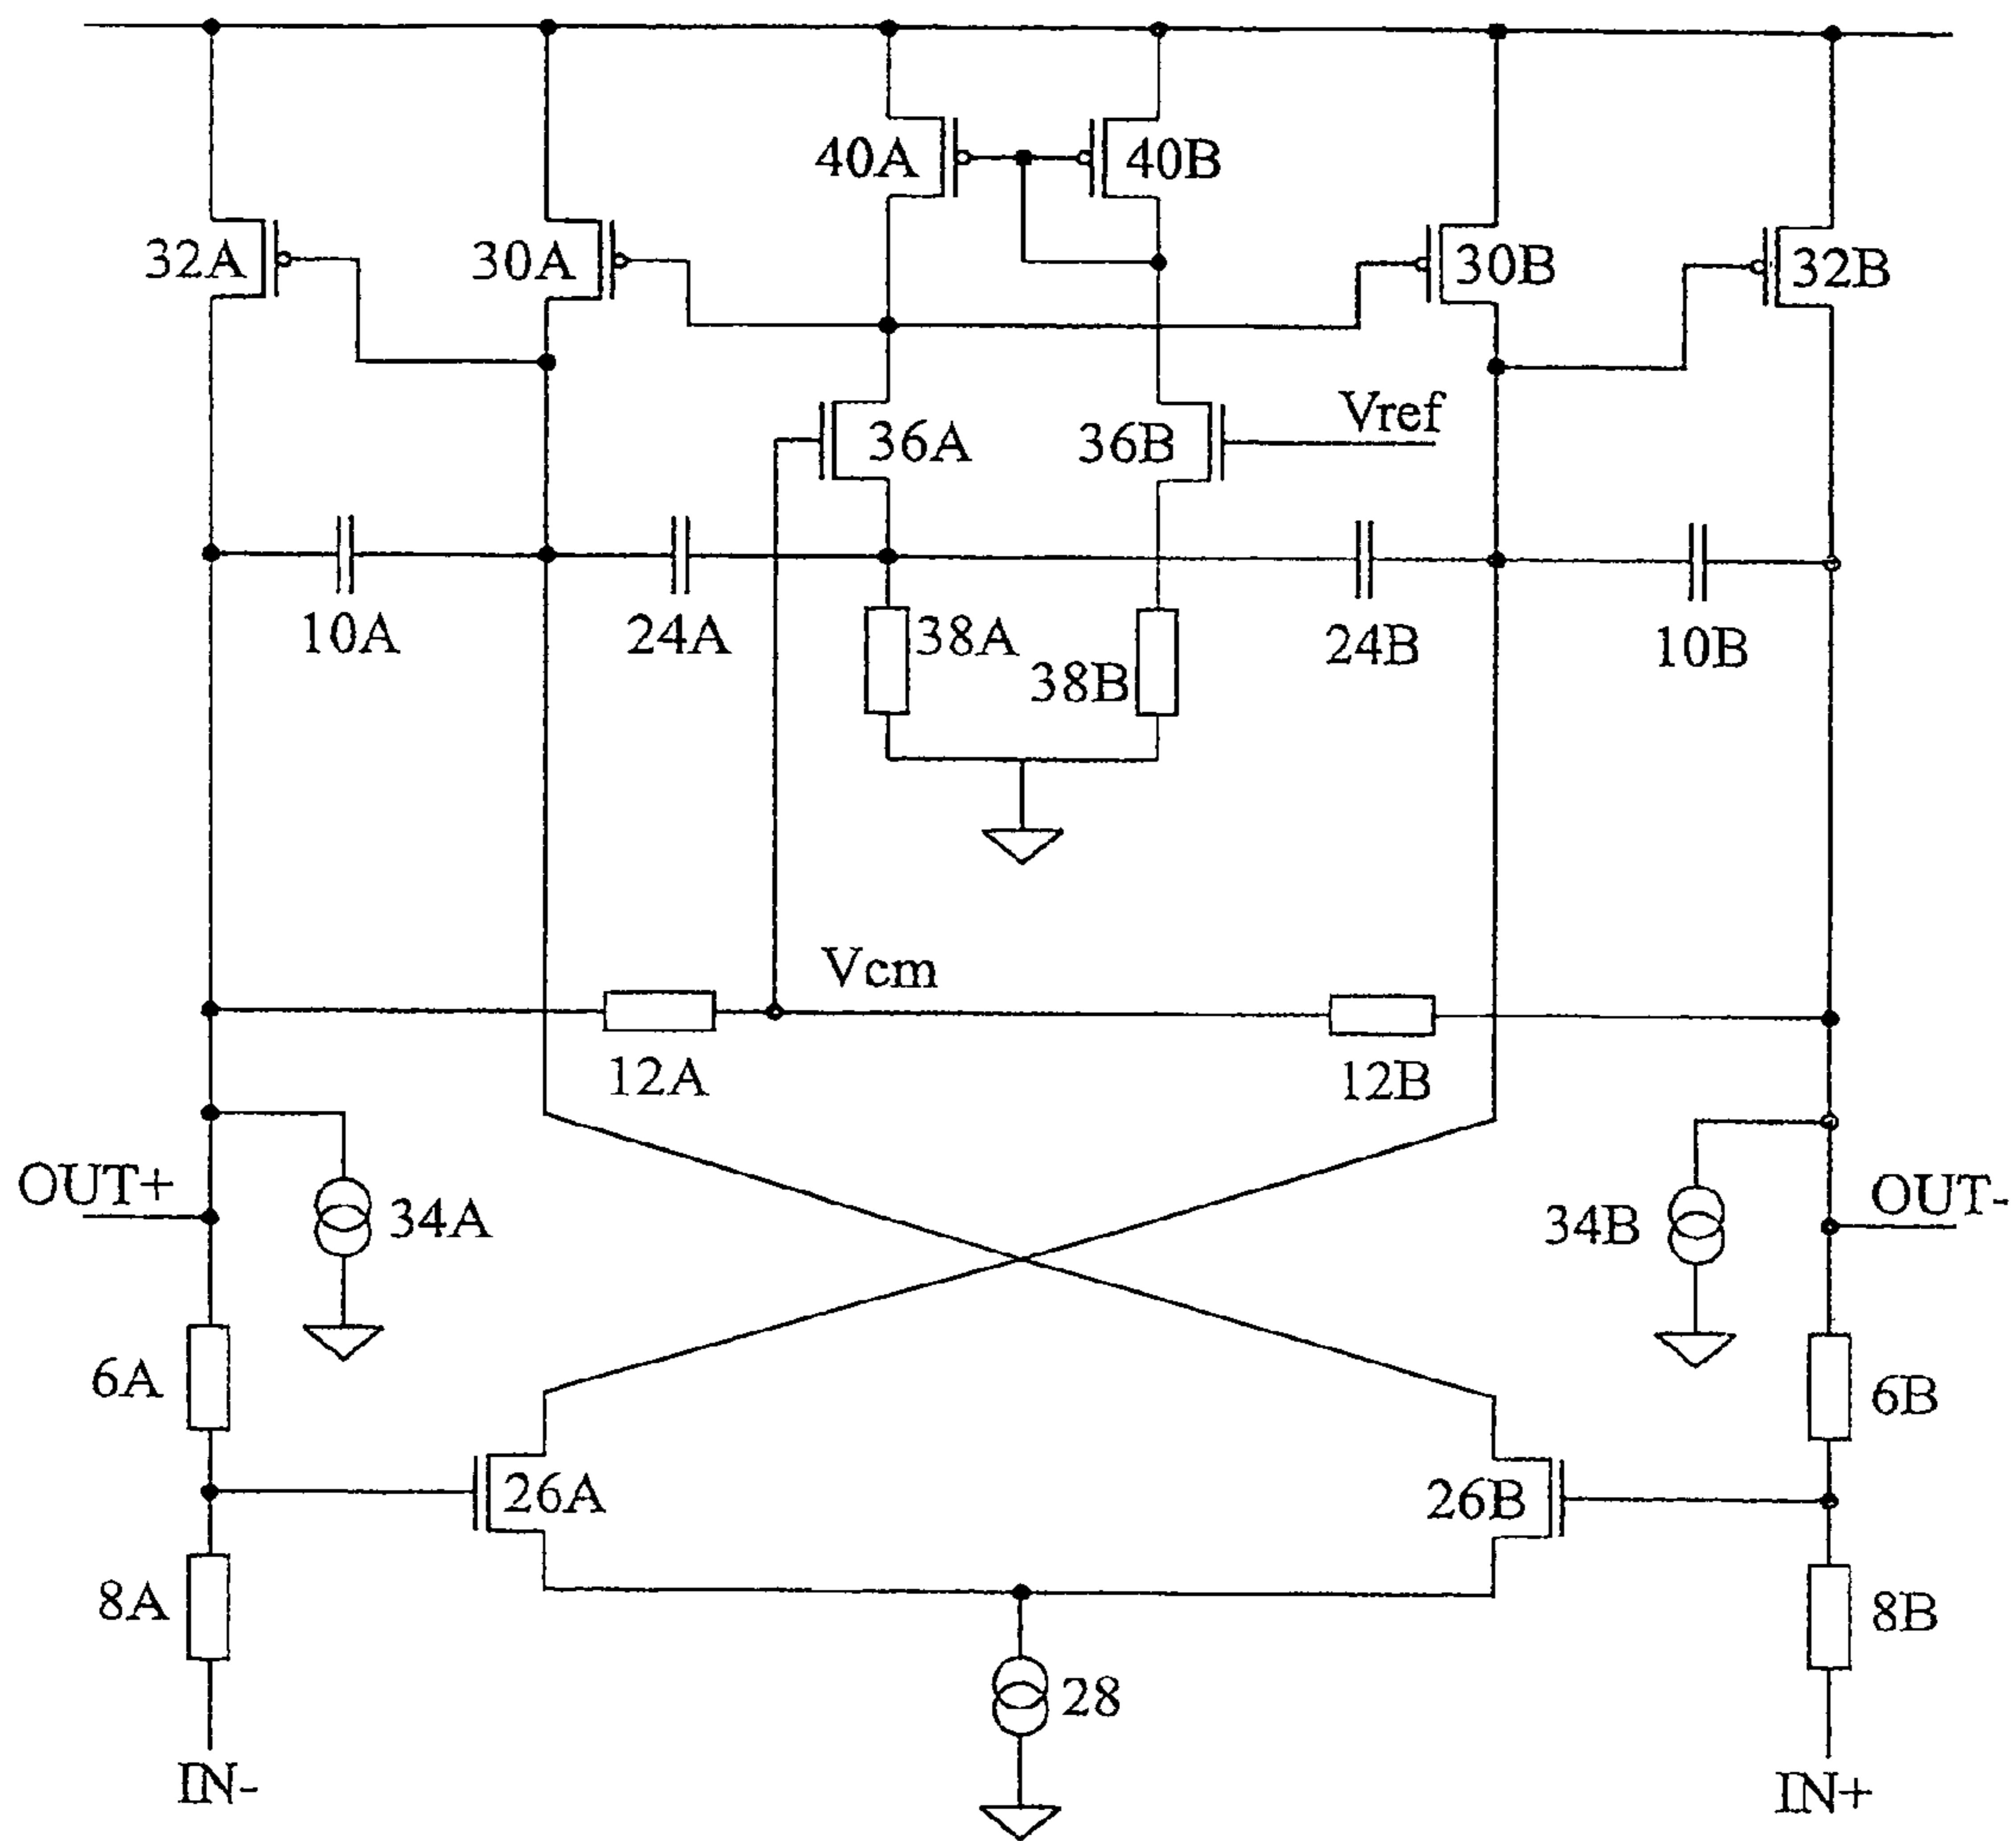 40A
40B
32A
30A
30B
32B
Vref
36A
36B
10A
24A
38A
38B
24B
10B
Vcm
12A
12B
OUT+
34A
34B
OUT-
6A
6B
26A
26B
8A
8B
28
IN-
IN+